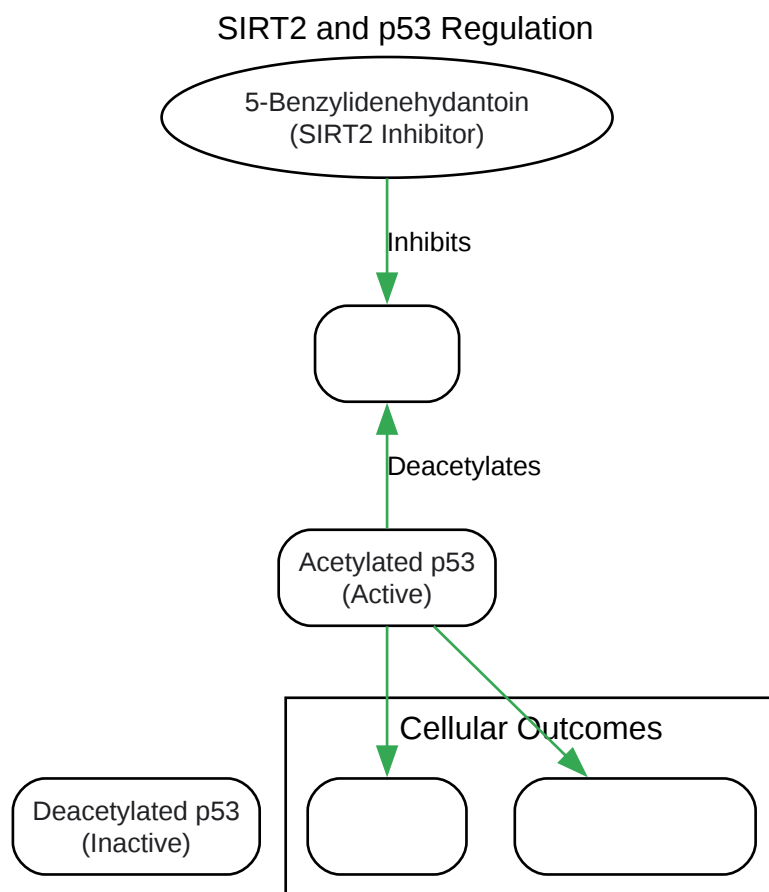 SIRT2 and p53 Regulation
5-Benzylidenehydantoin
(SIRT2 Inhibitor)
Inhibits
Deacetylates
Acetylated p53
(Active)
Cellular Outcomes
Deacetylated p53
(Inactive)